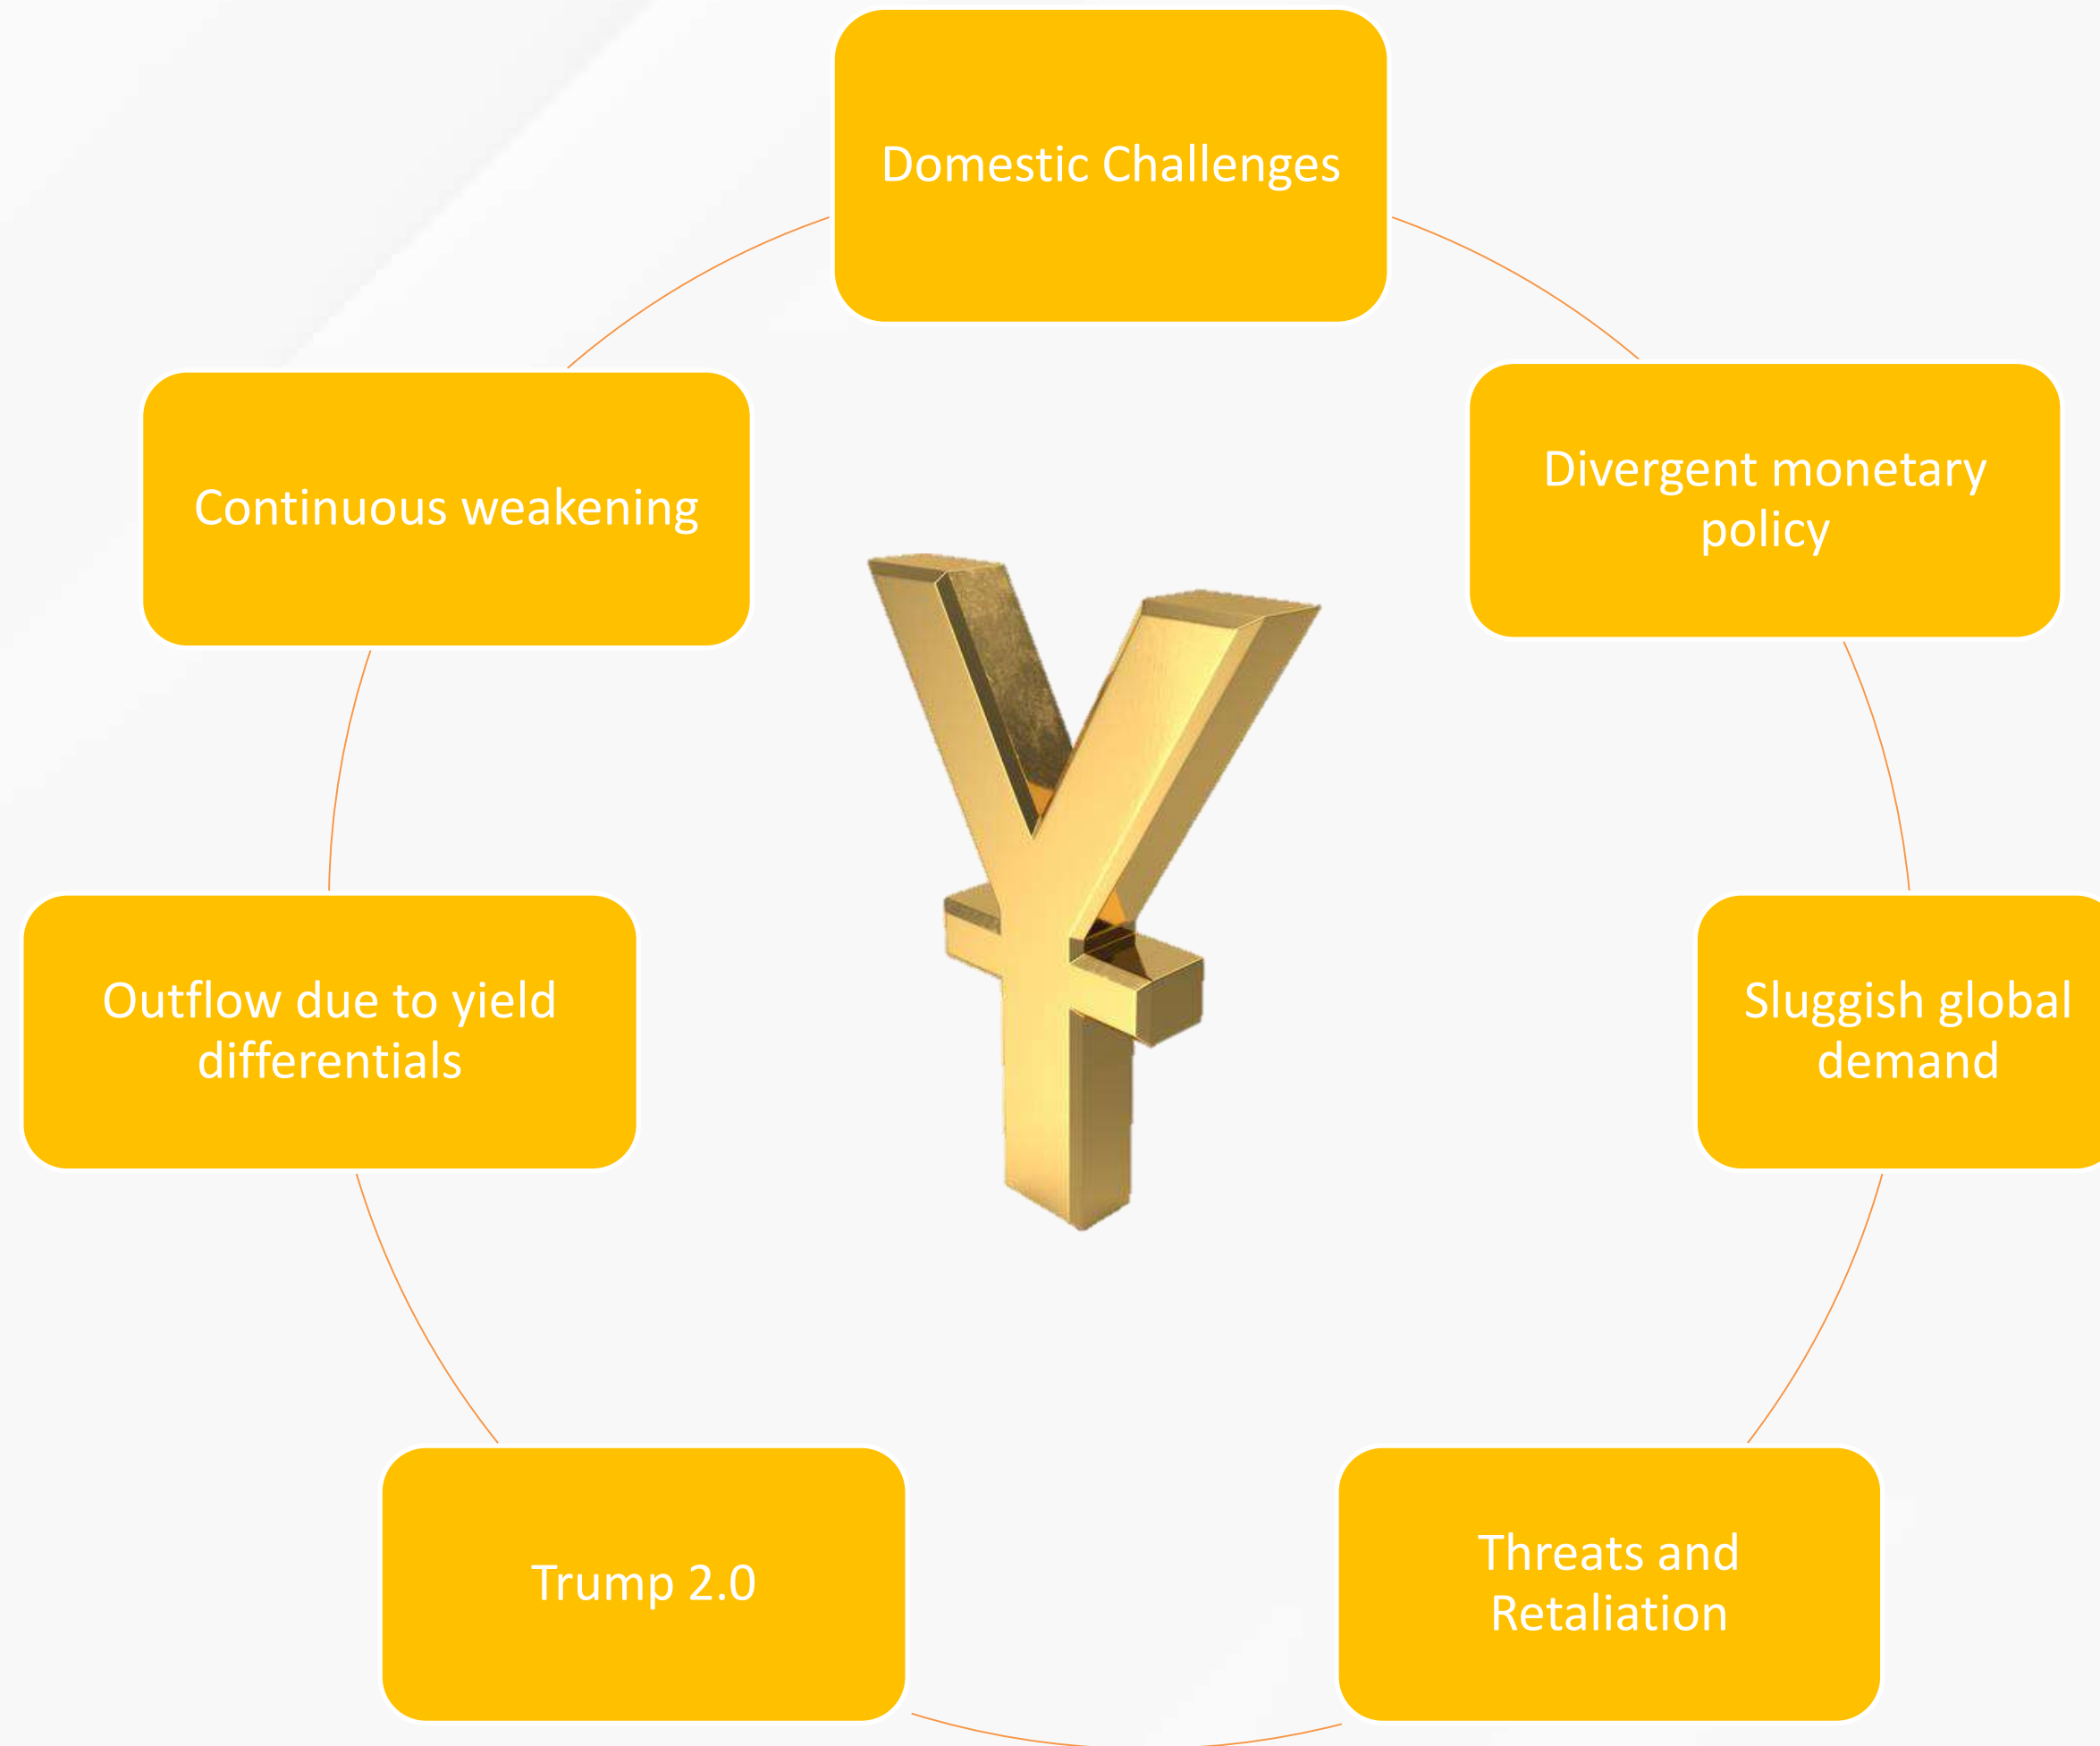 Domestic Challenges
Divergent monetary
policy
Sluggish global
demand
Threats and
Retaliation
Trump 2.0
Outflow due to yield
differentials
Continuous weakening